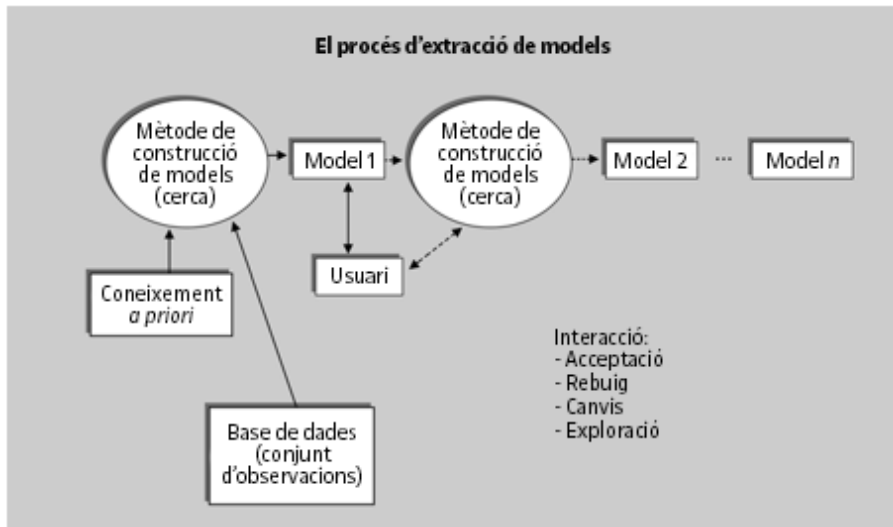 El procés d'extracció de models
Mètode de
construcció
de models
(cerca)
Model 1
Mètode de
construcció
de models
(cerca)
Model 2
...
Model n
Usuari
Coneixement
a priori
Interacció:
- Acceptació
- Rebuig
- Canvis
- Exploració
Base de dades
(conjunt
d'observacions)